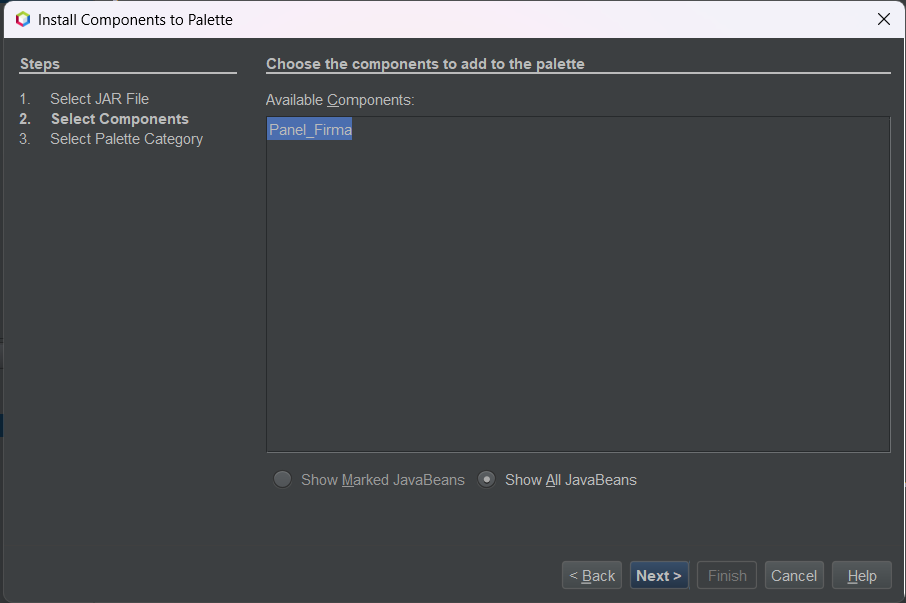 Install Components to Palette
Steps
1. Select JAR File
2. Select Components
3. Select Palette Category
Choose the components to add to the palette
Available Components:
Panel_Firma
Show Marked JavaBeans
Show All JavaBeans
< Back
Next >
Finish
Cancel
Help